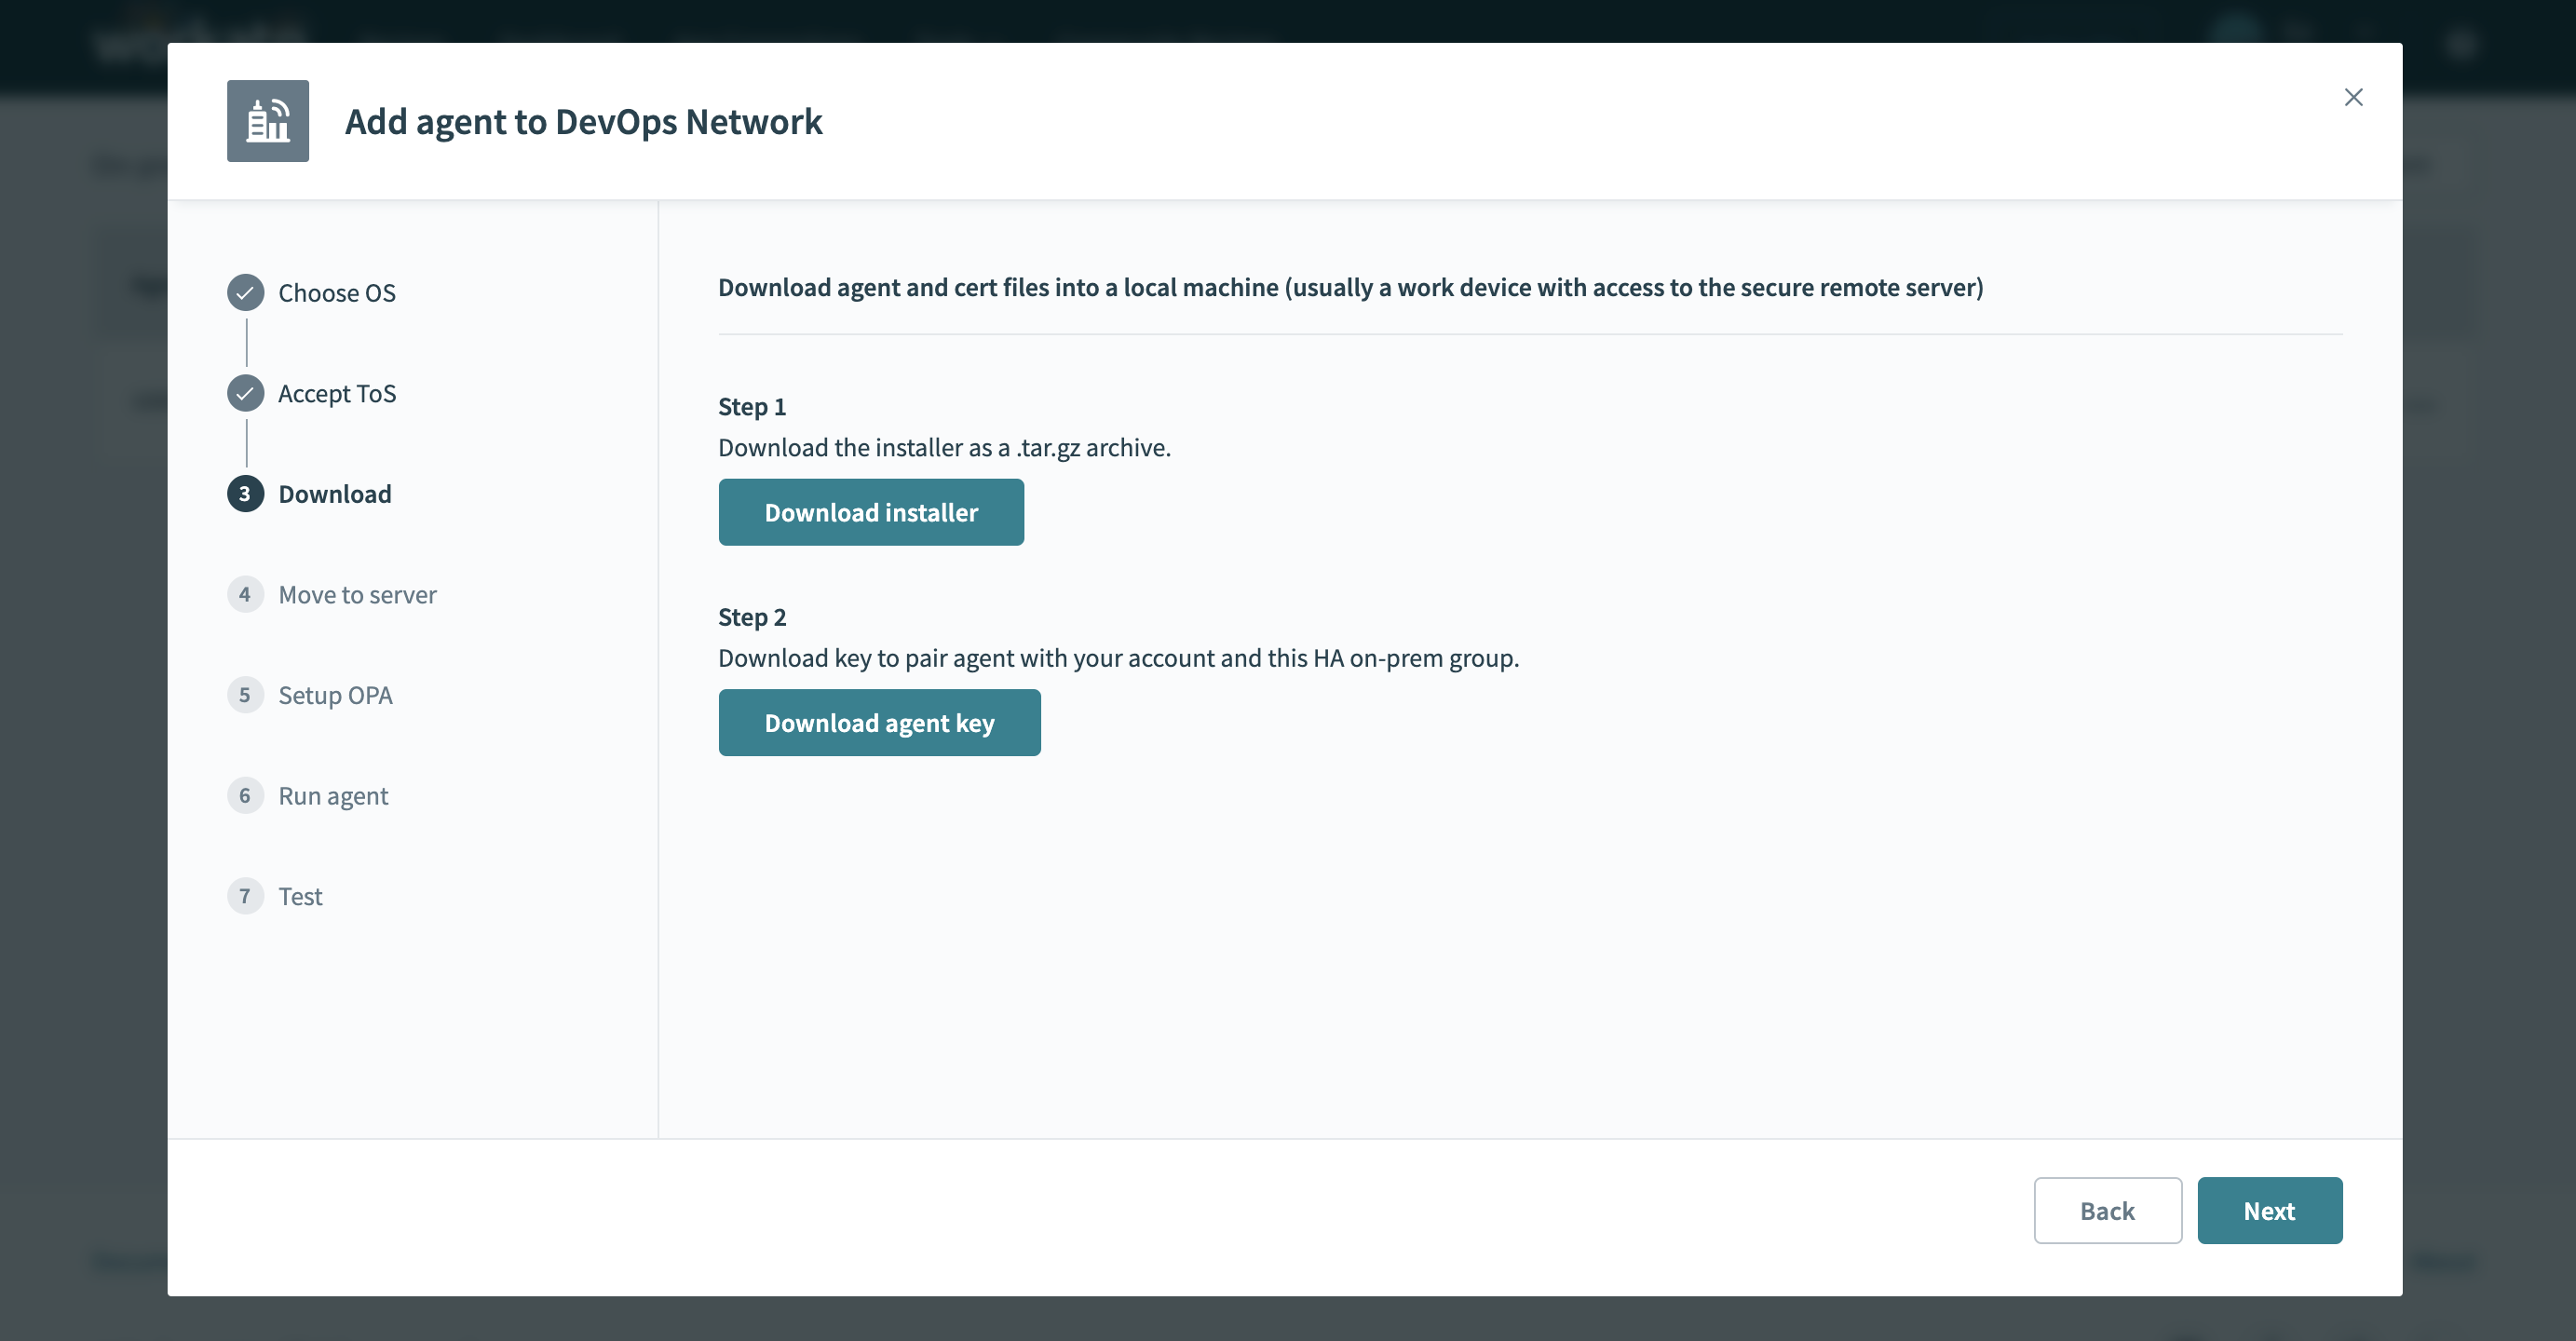 Add agent to DevOps Network
Choose OS
Accept ToS
3 Download
4 Move to server
5 Setup OPA
6 Run agent
7 Test
Download agent and cert files into a local machine (usually a work device with access to the secure remote server)
Step 1
Download the installer as a .tar.gz archive.
Download installer
Step 2
Download key to pair agent with your account and this HA on-prem group.
Download agent key
Back
Next